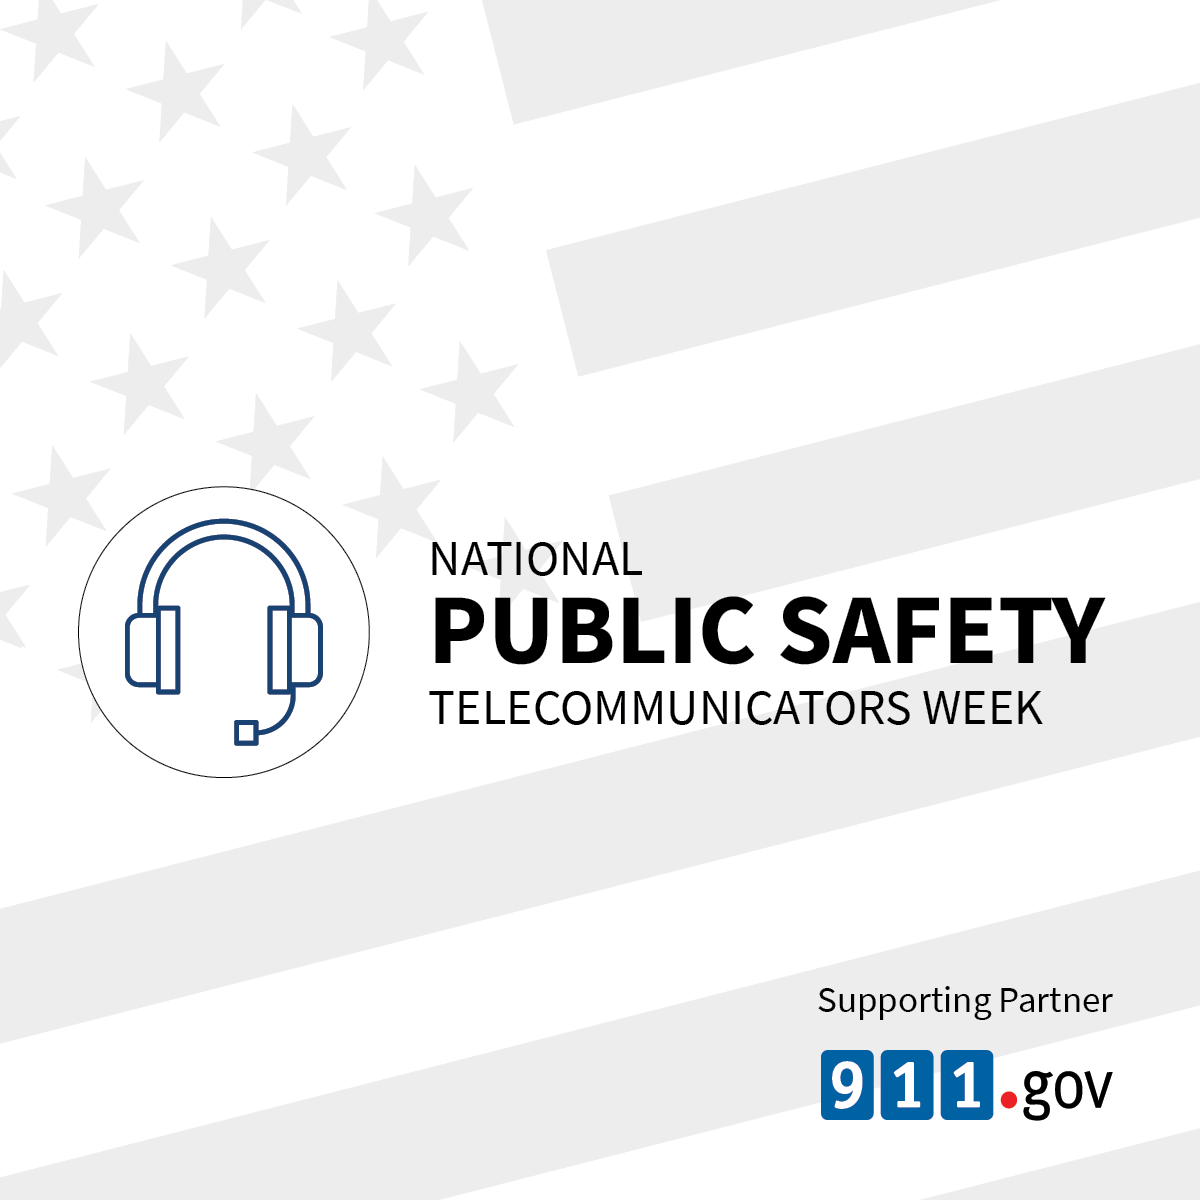 NATIONAL
PUBLIC SAFETY
TELECOMMUNICATORS WEEK
Supporting Partner
911.gov